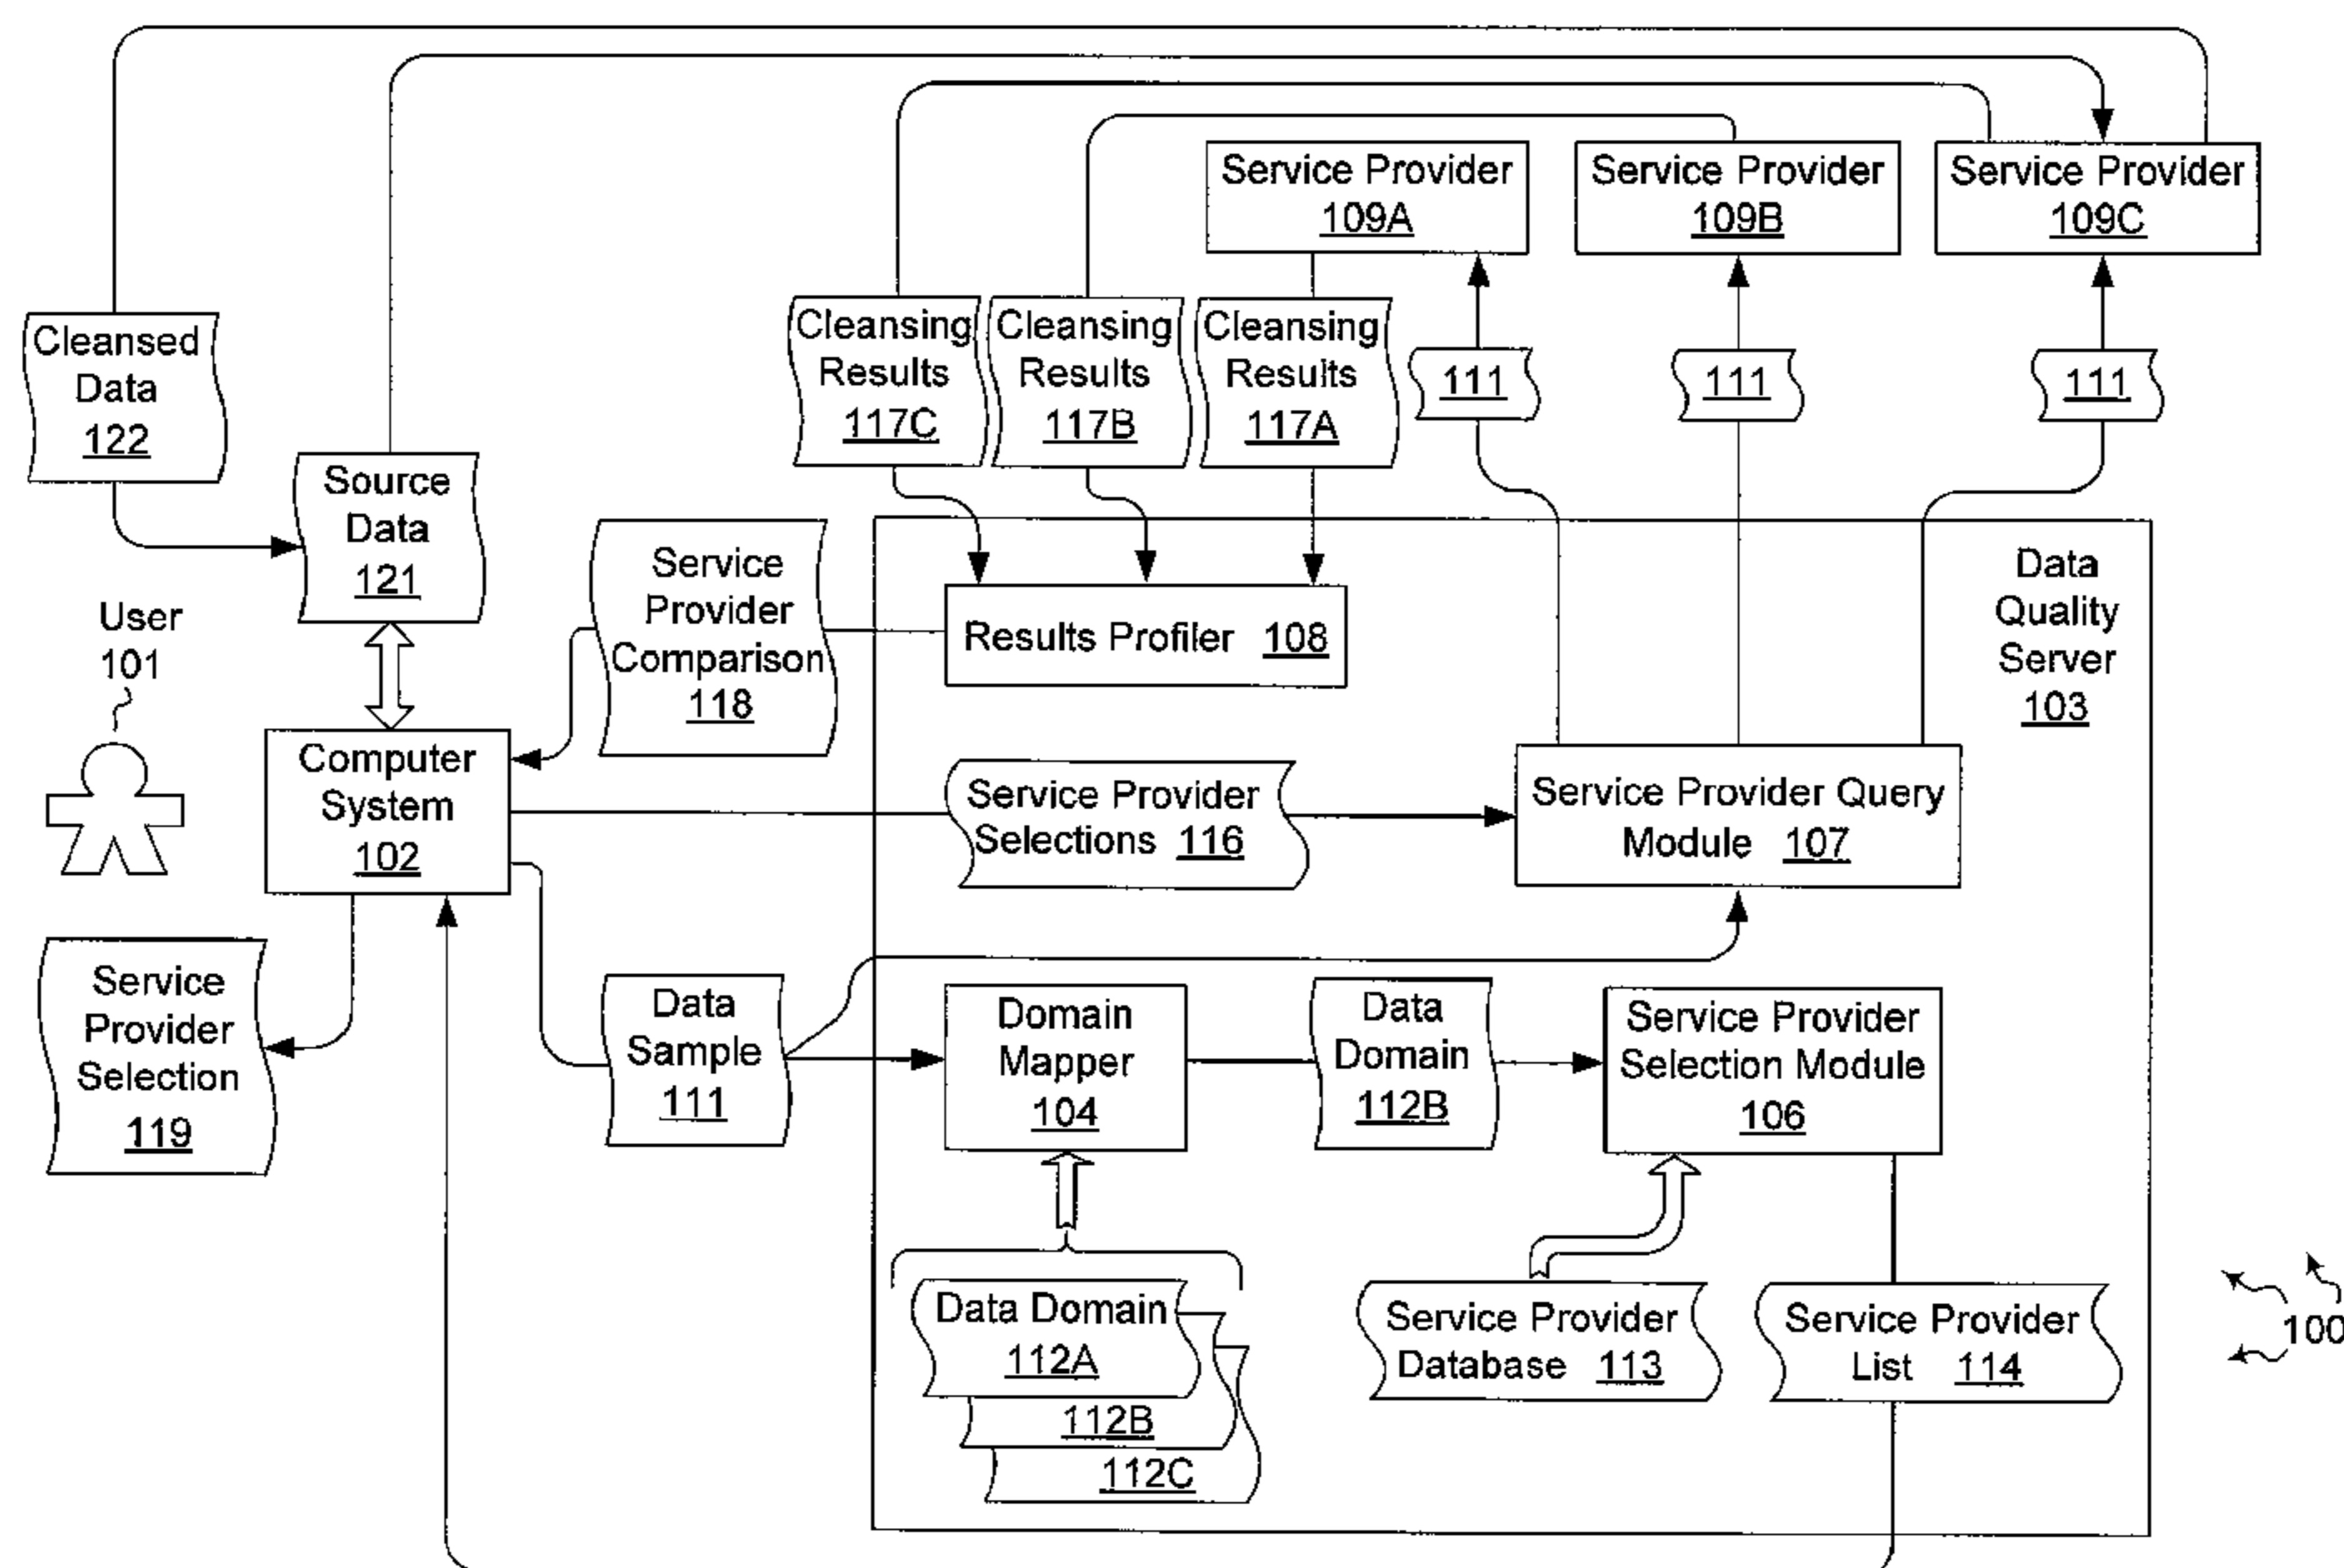 Service Provider
109A
Service Provider
109B
Service Provider
109C
Cleansed
Data
122
Cleansing
Results
117C
Cleansing
Results
117B
Cleansing
Results
117A
111
111
111
Source
Data
121
User
101
Service
Provider
Comparison
118
Results Profiler 108
Data
Quality
Server
103
Computer
System
102
Service Provider
Selections 116
Service Provider Query
Module 107
Service
Provider
Selection
119
Data
Sample
111
Domain
Mapper
104
Data
Domain
112B
Service Provider
Selection Module
106
Data Domain
112A
112B
112C
Service Provider
Database 113
Service Provider
List 114
100